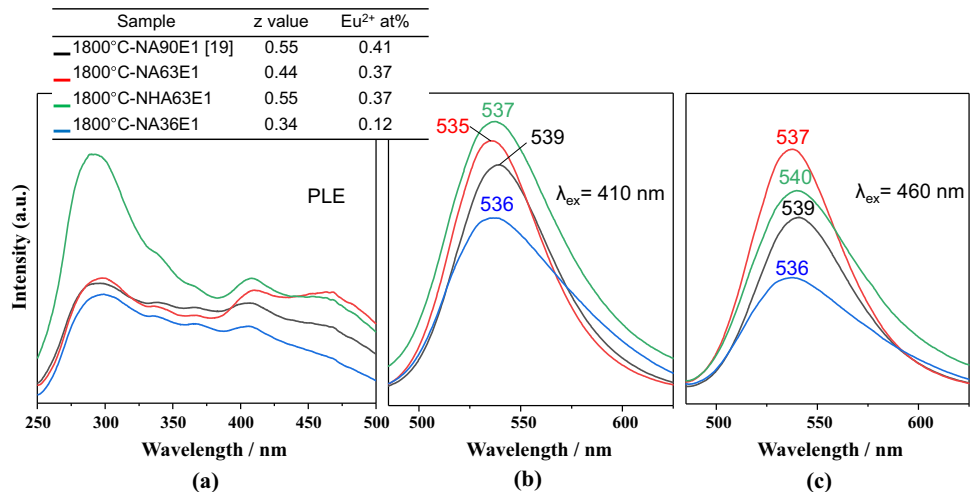 Sample z value Eu²⁺ at%
1800°C-NA90E1 [19] 0.55 0.41
1800°C-NA63E1 0.44 0.37
1800°C-NHA63E1 0.55 0.37
1800°C-NA36E1 0.34 0.12
Intensity (a.u.)
PLE
250 300 350 400 450 500
Wavelength / nm
(a)
537
535
539
536
λex= 410 nm
500 550 600
Wavelength / nm
(b)
537
540
539
536
λex= 460 nm
500 550 600
Wavelength / nm
(c)